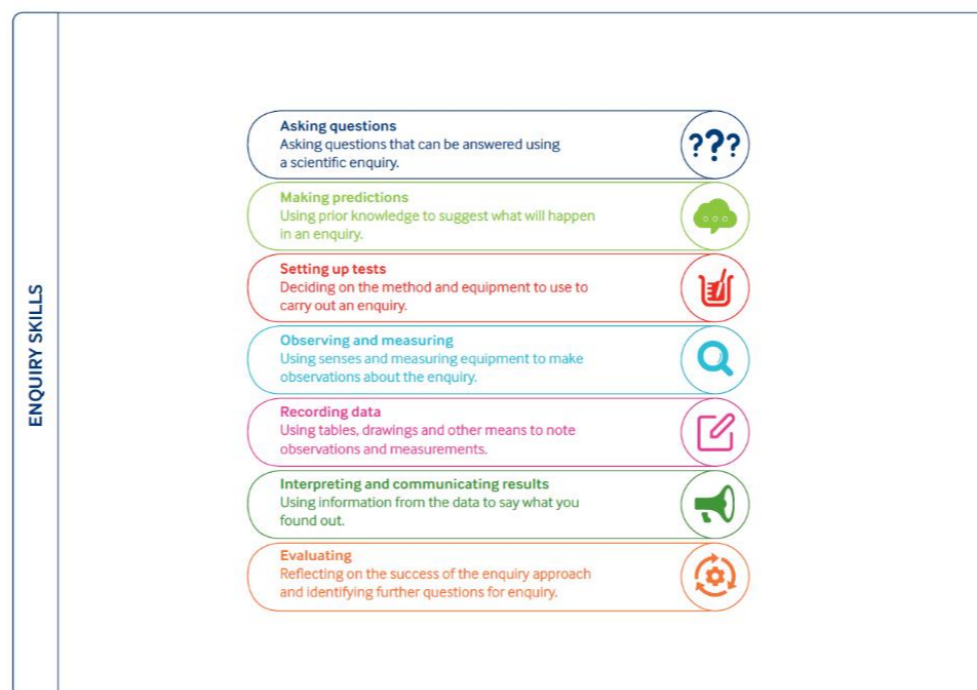 ENQUIRY SKILLS
Asking questions
Asking questions that can be answered using
a scientific enquiry.
???
Making predictions
Using prior knowledge to suggest what will happen
in an enquiry.
Setting up tests
Deciding on the method and equipment to use to
carry out an enquiry.
Observing and measuring
Using senses and measuring equipment to make
observations about the enquiry.
Recording data
Using tables, drawings and other means to note
observations and measurements.
Interpreting and communicating results
Using information from the data to say what you
found out.
Evaluating
Reflecting on the success of the enquiry approach
and identifying further questions for enquiry.